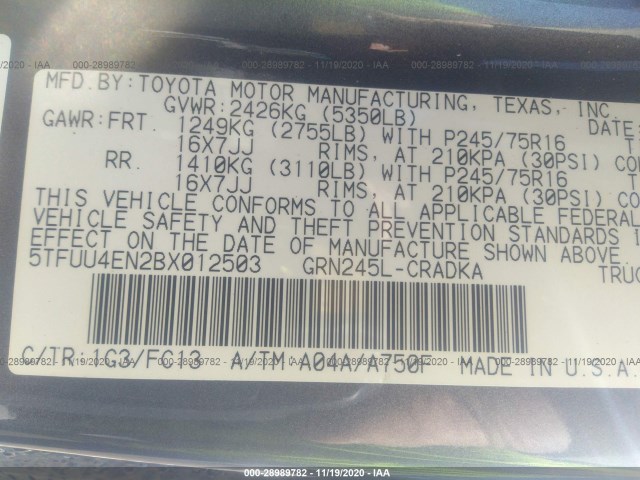 000-28989782 - 11/19/2020 - IAA
MFD.BY:TOYOTA MOTOR MANUFACTURING, TEXAS, INC.
GVWR:2426KG (5350LB) DATE:
GAWR:FRT. 1249KG (2755LB) WITH P245/75R16
16X7JJ RIMS, AT 210KPA (30PSI) CO
RR. 1410KG (3110LB) WITH P245/75R16
16X7JJ RIMS, AT 210KPA (30PSI) CO
THIS VEHICLE CONFORMS TO ALL APPLICABLE FEDERAL
VEHICLE SAFETY AND THEFT PREVENTION STANDARDS I
EFFECT ON THE DATE OF MANUFACTURE SHOWN ABOVE.
5TFUU4EN2BX012503 GRN245L-CRADKA TRUC
C/TR:1G3/FC13 A/TM A04A/A750F MADE IN U.S.A.
000-28989782 - 11/19/2020 - IAA